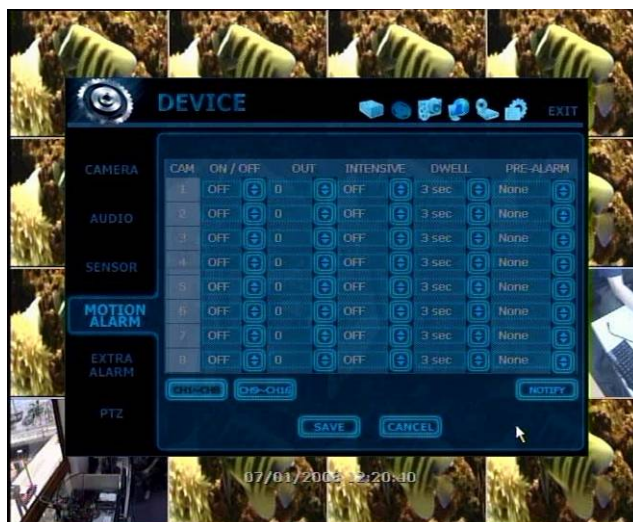 DEVICE
EXIT
CAMERA
AUDIO
SENSOR
MOTION
ALARM
EXTRA
ALARM
PTZ
CAM ON / OFF OUT INTENSIVE DWELL PRE-ALARM
1 OFF 0 OFF 3 sec None
2 OFF 0 OFF 3 sec None
3 OFF 0 OFF 3 sec None
4 OFF 0 OFF 3 sec None
5 OFF 0 OFF 3 sec None
6 OFF 0 OFF 3 sec None
7 OFF 0 OFF 3 sec None
8 OFF 0 OFF 3 sec None
CH1~CH8 CH9~CH16 NOTIFY
SAVE CANCEL